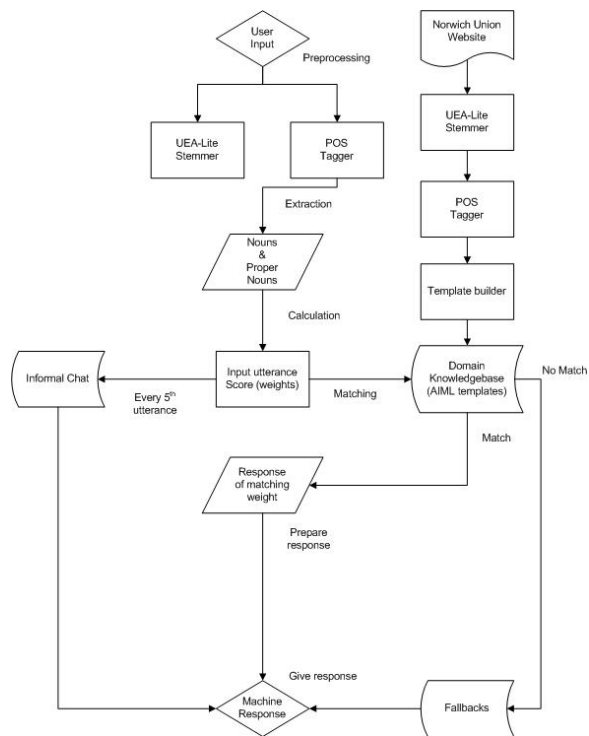 User
Input
Preprocessing
Norwich Union
Website
UEA-Lite
Stemmer
POS
Tagger
UEA-Lite
Stemmer
POS
Tagger
Extraction
Nouns
&
Proper
Nouns
Template builder
Calculation
Informal Chat
Every 5th
utterance
Input utterance
Score (weights)
Matching
Domain
Knowledgebase
(AIML templates)
No Match
Match
Response
of matching
weight
Prepare
response
Give response
Machine
Response
Fallbacks